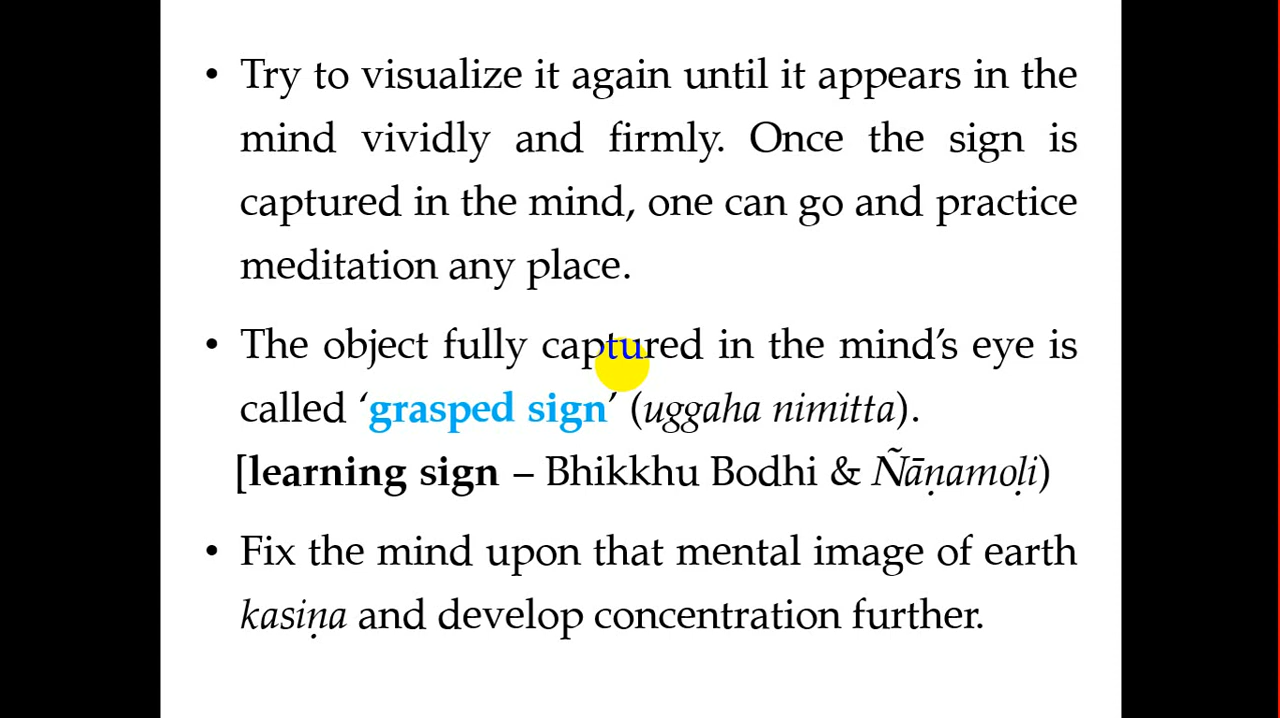 • Try to visualize it again until it appears in the
mind vividly and firmly. Once the sign is
captured in the mind, one can go and practice
meditation any place.
• The object fully captured in the mind’s eye is
called ‘grasped sign’ (uggaha nimitta).
[learning sign – Bhikkhu Bodhi & Ñāṇamoḷi)
• Fix the mind upon that mental image of earth
kasiṇa and develop concentration further.